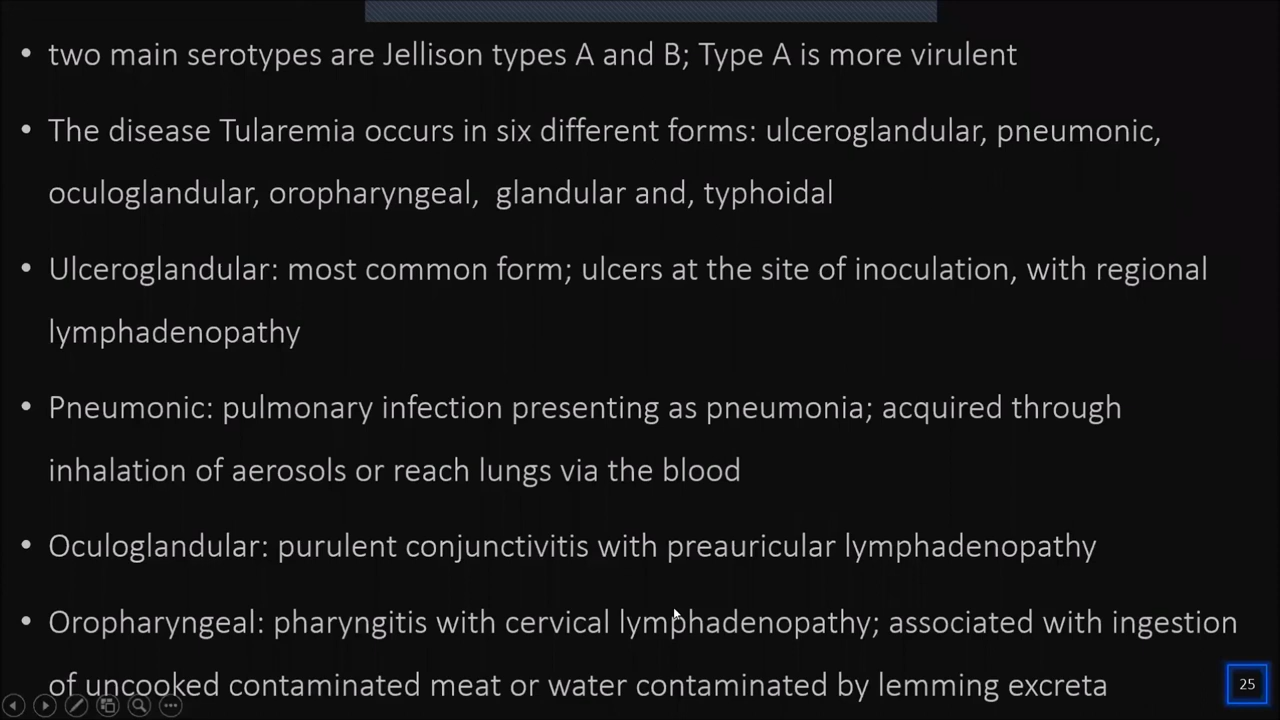 • two main serotypes are Jellison types A and B; Type A is more virulent
• The disease Tularemia occurs in six different forms: ulceroglandular, pneumonic,
oculoglandular, oropharyngeal,  glandular and, typhoidal
• Ulceroglandular: most common form; ulcers at the site of inoculation, with regional
lymphadenopathy
• Pneumonic: pulmonary infection presenting as pneumonia; acquired through
inhalation of aerosols or reach lungs via the blood
• Oculoglandular: purulent conjunctivitis with preauricular lymphadenopathy
• Oropharyngeal: pharyngitis with cervical lymphadenopathy; associated with ingestion
of uncooked contaminated meat or water contaminated by lemming excreta
25